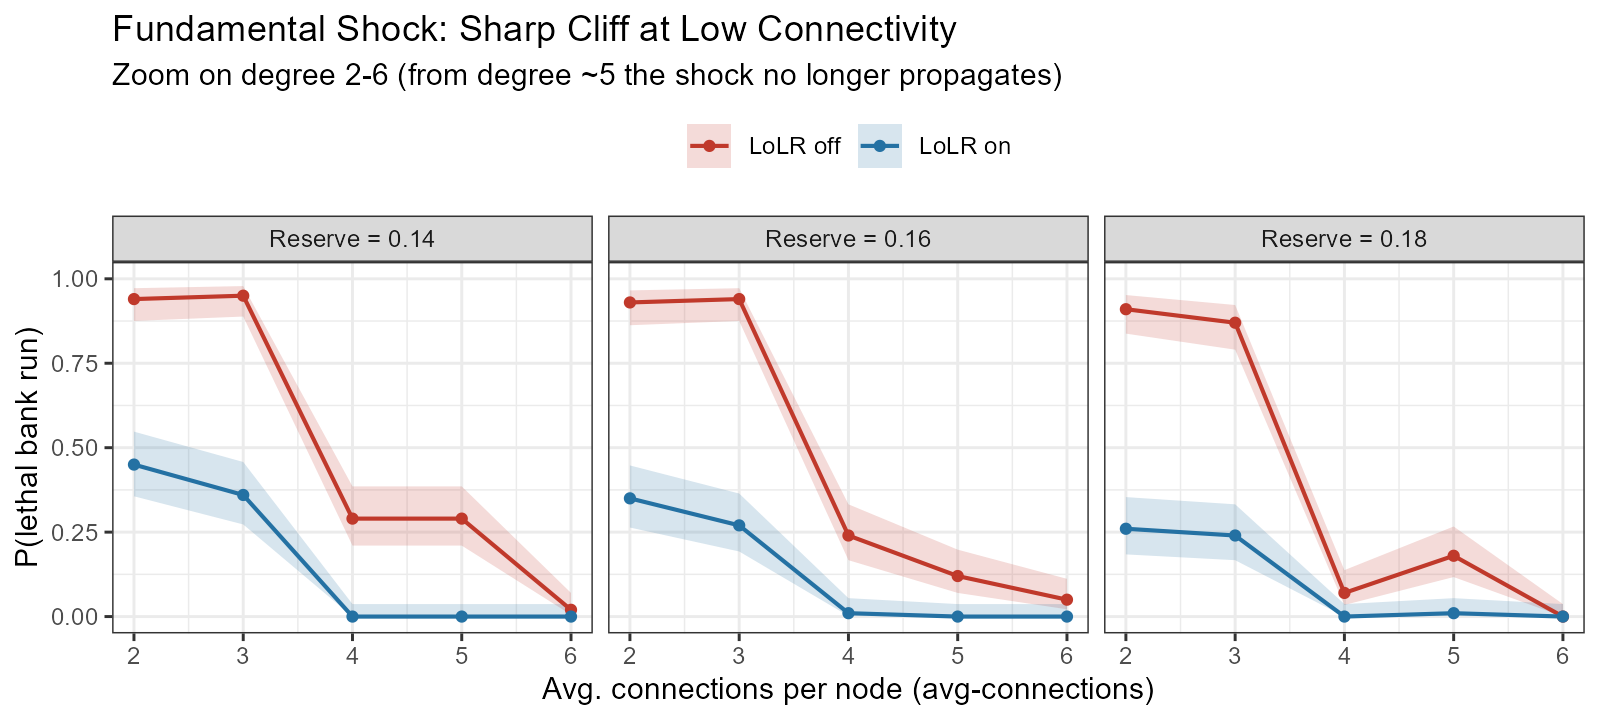 Fundamental Shock: Sharp Cliff at Low Connectivity
Zoom on degree 2-6 (from degree ~5 the shock no longer propagates)
LoLR off LoLR on
Reserve = 0.14 Reserve = 0.16 Reserve = 0.18
P(lethal bank run)
1.00
0.75
0.50
0.25
0.00
2 3 4 5 6 2 3 4 5 6 2 3 4 5 6
Avg. connections per node (avg-connections)